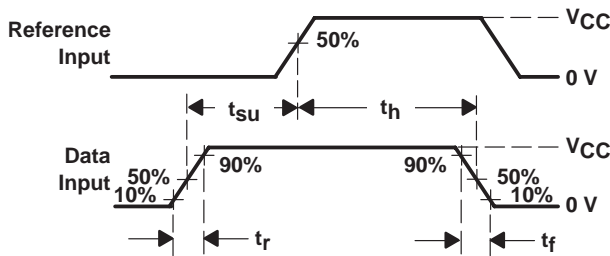 Reference
Input
50%
VCC
0 V
tsu
th
Data
Input
50%
10%
90%
90%
VCC
50%
10%
0 V
tr
tf